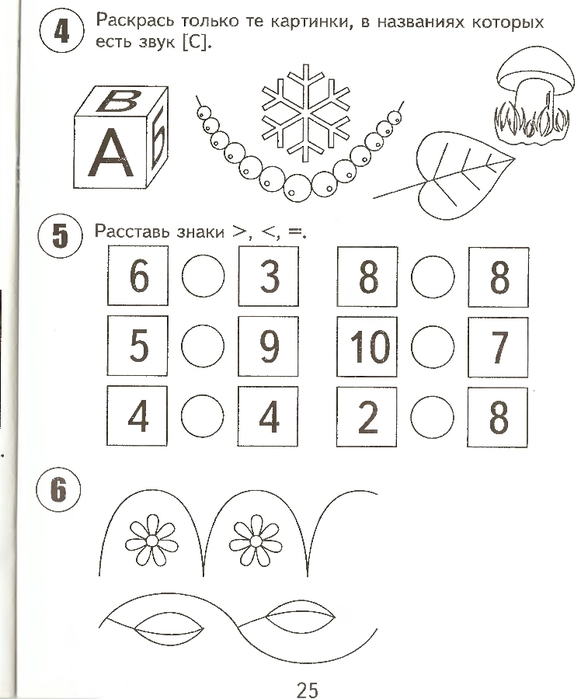 4 Раскрась только те картинки, в названиях которых
есть звук [С].
В
А Б
5 Расставь знаки >, <, =.
6 3 8 8
5 9 10 7
4 4 2 8
6
25